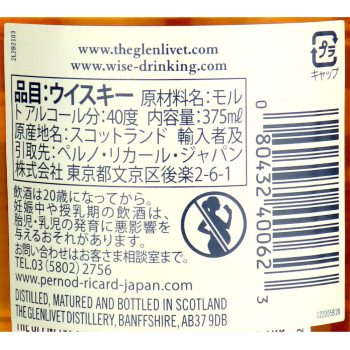 2L2B2103
www.theglenlivet.com
www.wise-drinking.com
プラ
キャップ
品目:ウイスキー 原材料名:モル
ト アルコール分:40度 内容量:375ml
原産地名:スコットランド 輸入者及
引取先:ペルノ・リカール・ジャパン
株式会社 東京都文京区後楽2-6-1
飲酒は20歳になってから。
妊娠中や授乳期の飲酒は、
胎児・乳児の発育に悪影響を
与えるおそれがあります。
お問い合わせはお客さま相談室まで。
TEL.03(5802)2756
www.pernod-ricard-japan.com
DISTILLED, MATURED AND BOTTLED IN SCOTLAND
THE GLENLIVET DISTILLERY, BANFFSHIRE, AB37 9DB
0 80432 40062 3